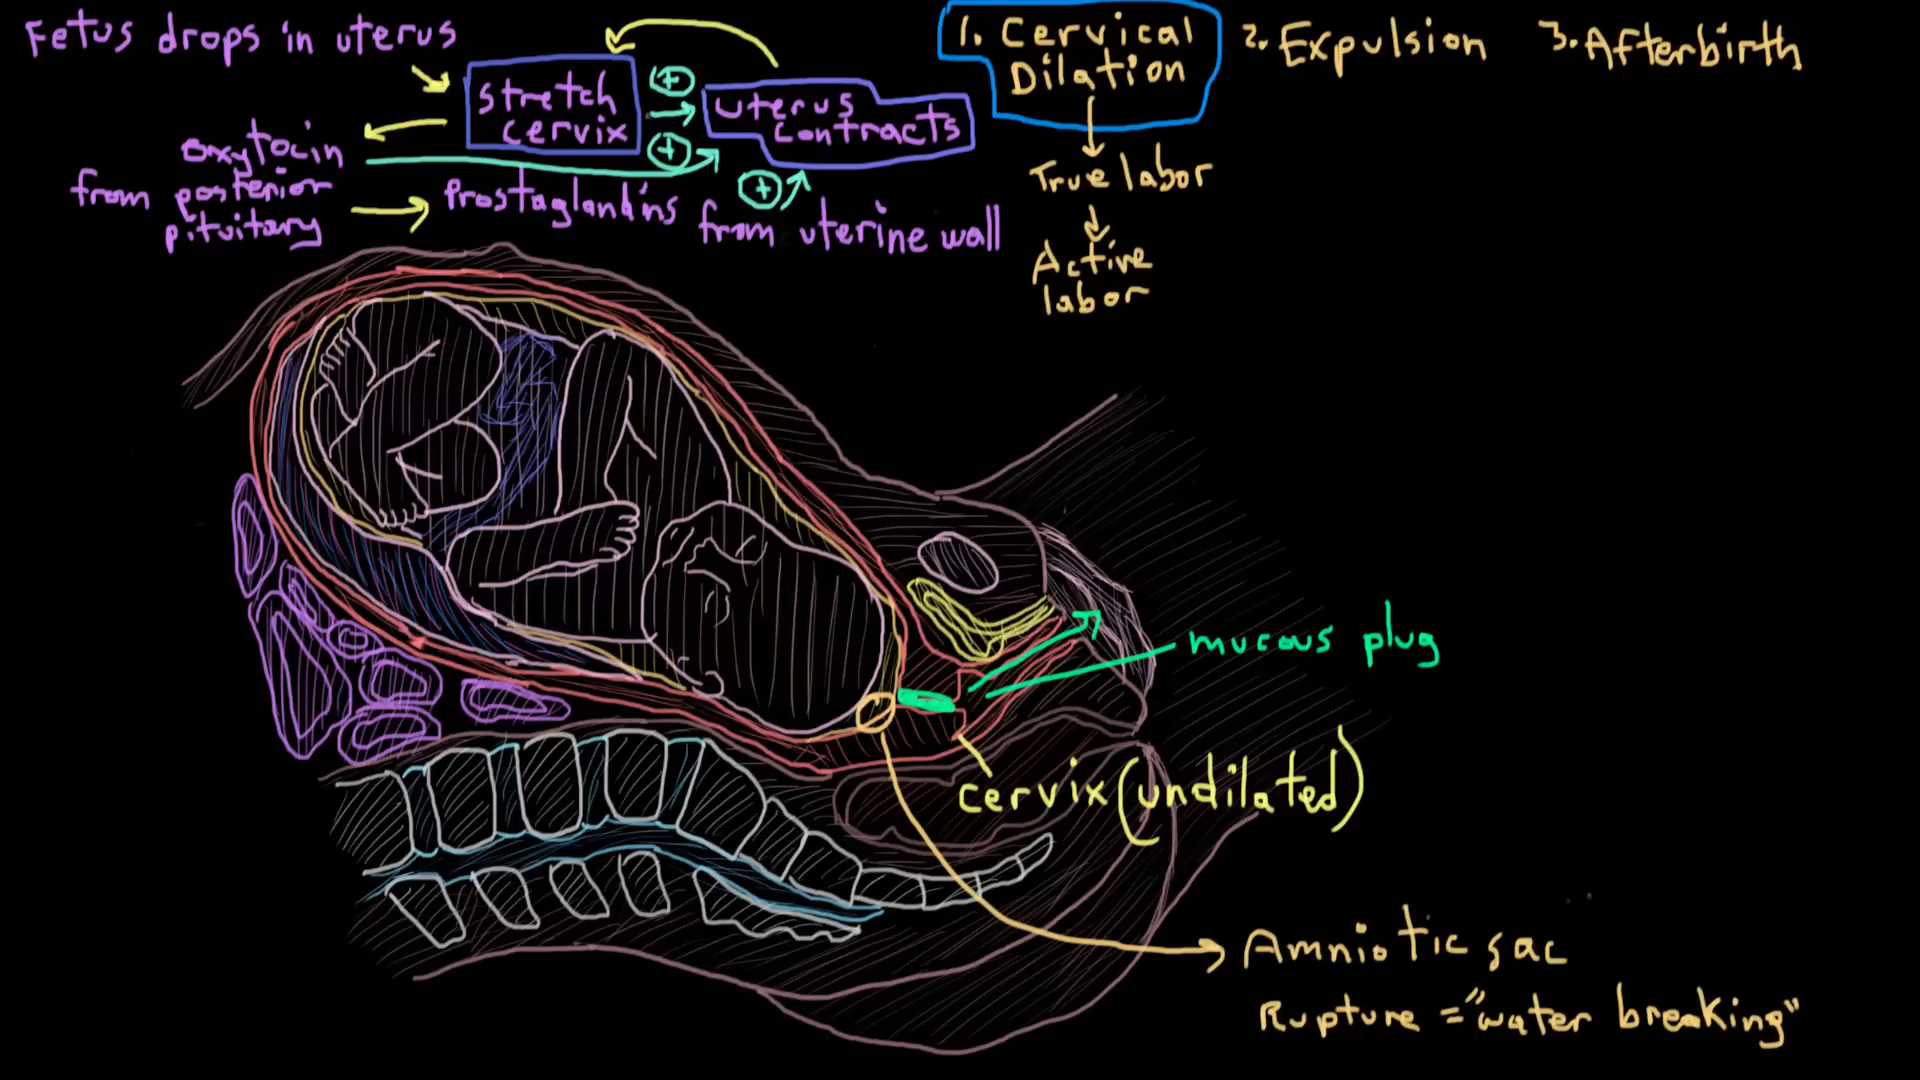 Fetus drops in uterus
stretch
cervix
+
+
uterus
contracts
oxytocin
from posterior
pituitary
Prostaglandins
+
from uterine wall
1. Cervical
Dilation
2. Expulsion
3. Afterbirth
True labor
Active
labor
mucous plug
cervix (undilated)
Amniotic sac
Rupture = "water breaking"